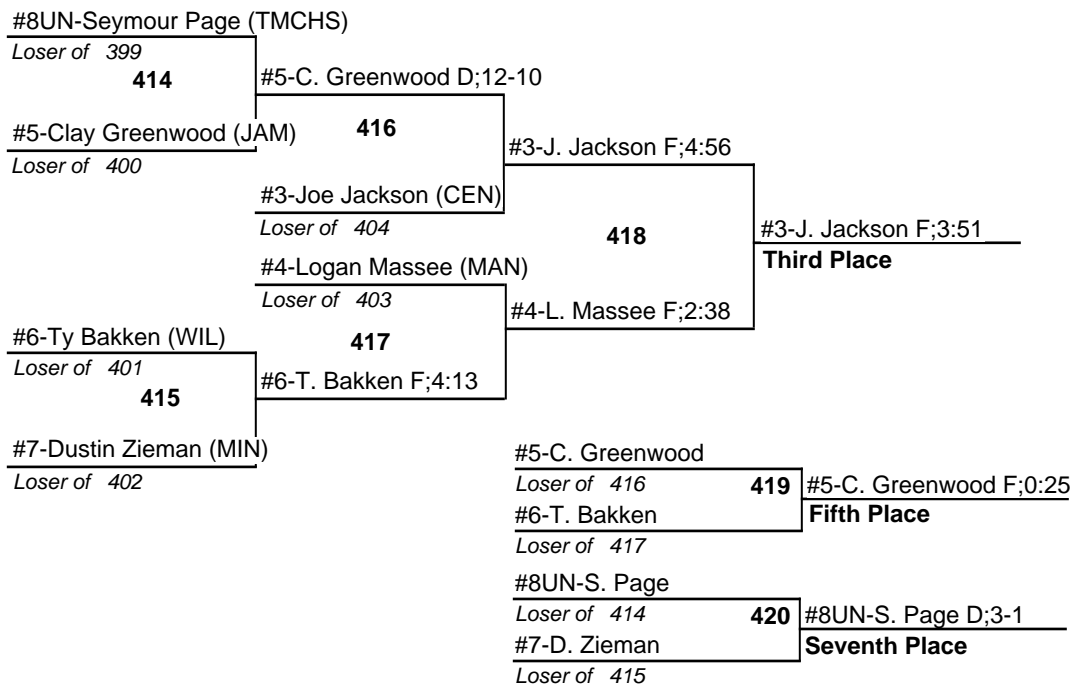 #8UN-Seymour Page (TMCHS)
Loser of 399
414
#5-C. Greenwood D;12-10
#5-Clay Greenwood (JAM)
Loser of 400
416
#3-J. Jackson F;4:56
#3-Joe Jackson (CEN)
Loser of 404
418
#3-J. Jackson F;3:51
Third Place
#4-Logan Massee (MAN)
Loser of 403
#4-L. Massee F;2:38
#6-Ty Bakken (WIL)
Loser of 401
417
415
#6-T. Bakken F;4:13
#7-Dustin Zieman (MIN)
Loser of 402
#5-C. Greenwood
Loser of 416
419
#5-C. Greenwood F;0:25
#6-T. Bakken
Fifth Place
Loser of 417
#8UN-S. Page
Loser of 414
420
#8UN-S. Page D;3-1
#7-D. Zieman
Seventh Place
Loser of 415